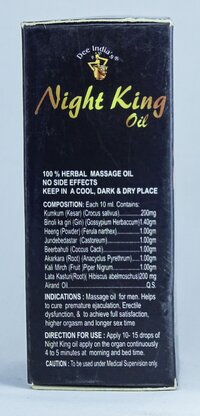 Dee India's®
Night King
Oil
100 % HERBAL MASSAGE OIL
NO SIDE EFFECTS
KEEP IN A COOL, DARK & DRY PLACE
COMPOSITION: Each 10 ml. Contains:
Kumkum (Kesar) (Crocus sativus) 200mg
Binoli ka giri (Gin) (Gossypium Herbaccum) 1.40gm
Heeng (Powder) (Ferula narthex) 1.00gm
Jundebedastar (Castoreum) 1.00gm
Beerbahuti (Coccus Cacti) 1.00gm
Akarkara (Root) (Anacydus Pyrethrum) 1.00gm
Kali Mirch (Fruit )Piper Nigrum) 1.00gm
Lata Kasturi(Root)( Hibiscus abelmoscus) 200 mg
Airand Oil Q.S.
INDICATIONS : Massage oil for men. Helps to
cure premature ejaculation, Erectile
dysfunction, & to achieve full satisfaction,
higher orgasm and longer sex time
DIRECTION FOR USE : Apply 10- 15 drops of
Night King oil apply on the organ continuously
4 to 5 minutes at morning and bed time.
CAUTION : To be used under Medical Supervision only